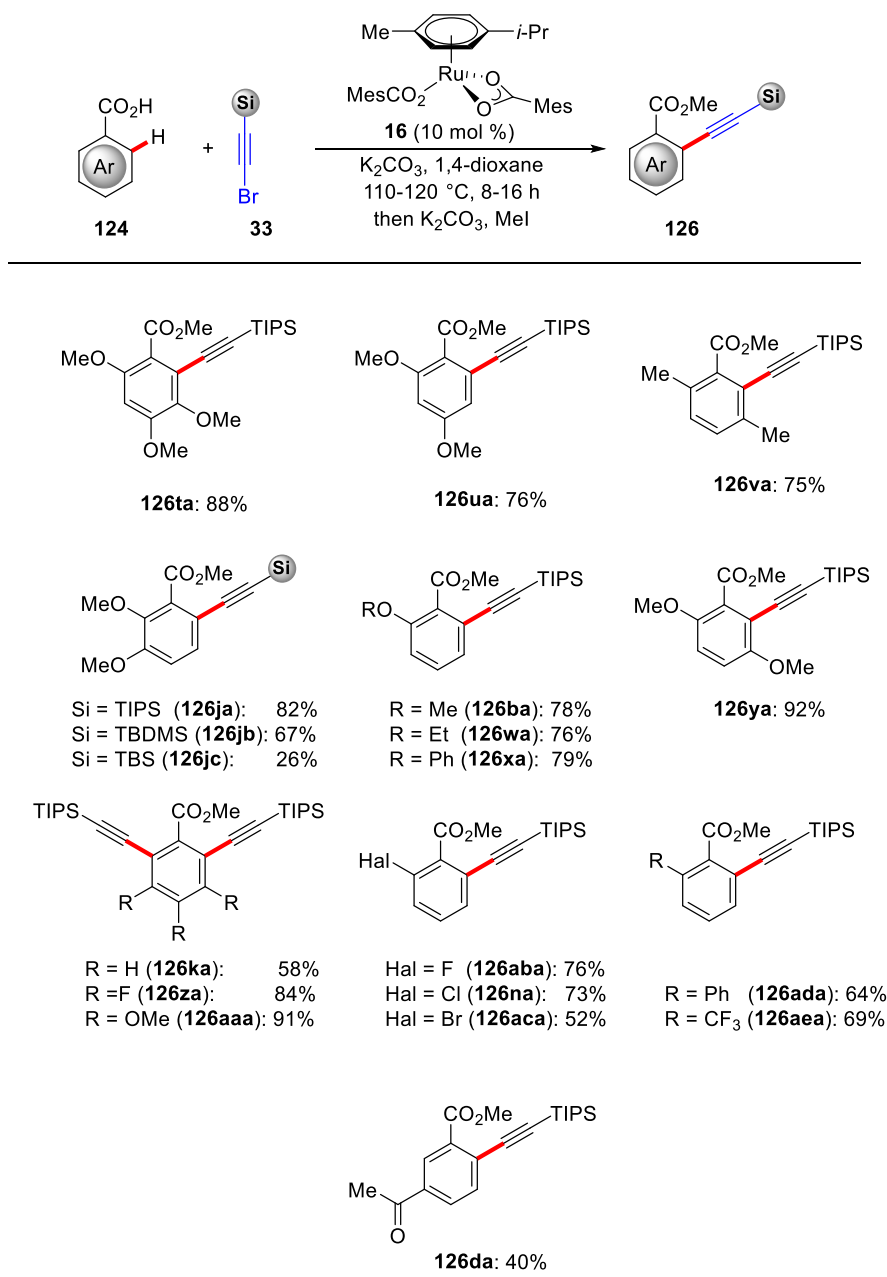 Me
i-Pr
Ru
O
O
MesCO2
Mes
16 (10 mol %)
K2CO3, 1,4-dioxane
110-120 °C, 8-16 h
then K2CO3, MeI
CO2H
H
Ar
124
+
Si
Br
33
CO2Me
Si
Ar
126
CO2Me
TIPS
MeO
OMe
OMe
126ta: 88%
CO2Me
TIPS
MeO
OMe
126ua: 76%
CO2Me
TIPS
Me
Me
126va: 75%
CO2Me
Si
MeO
MeO
Si = TIPS (126ja): 82%
Si = TBDMS (126jb): 67%
Si = TBS (126jc): 26%
CO2Me
TIPS
RO
R = Me (126ba): 78%
R = Et (126wa): 76%
R = Ph (126xa): 79%
CO2Me
TIPS
MeO
OMe
126ya: 92%
TIPS
CO2Me
TIPS
R
R
R
R = H (126ka): 58%
R =F (126za): 84%
R = OMe (126aaa): 91%
CO2Me
TIPS
Hal
Hal = F (126aba): 76%
Hal = Cl (126na): 73%
Hal = Br (126aca): 52%
CO2Me
TIPS
R
R = Ph (126ada): 64%
R = CF3 (126aea): 69%
CO2Me
TIPS
Me
O
126da: 40%